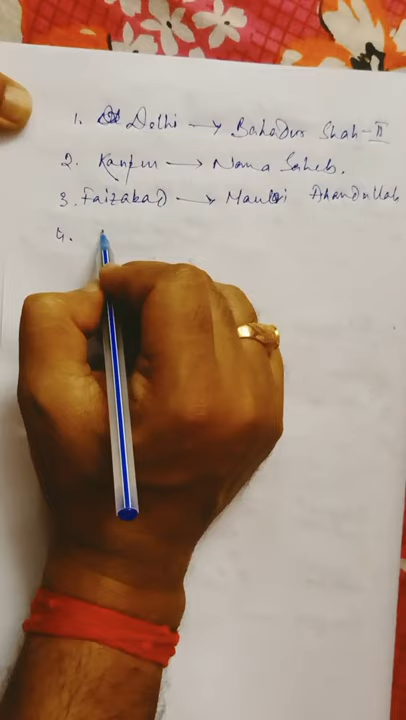 1. Delhi → Bahadur Shah-II
2. Kanpur → Nana Saheb.
3. Faizabad → Maulvi Ahamdullah
4.